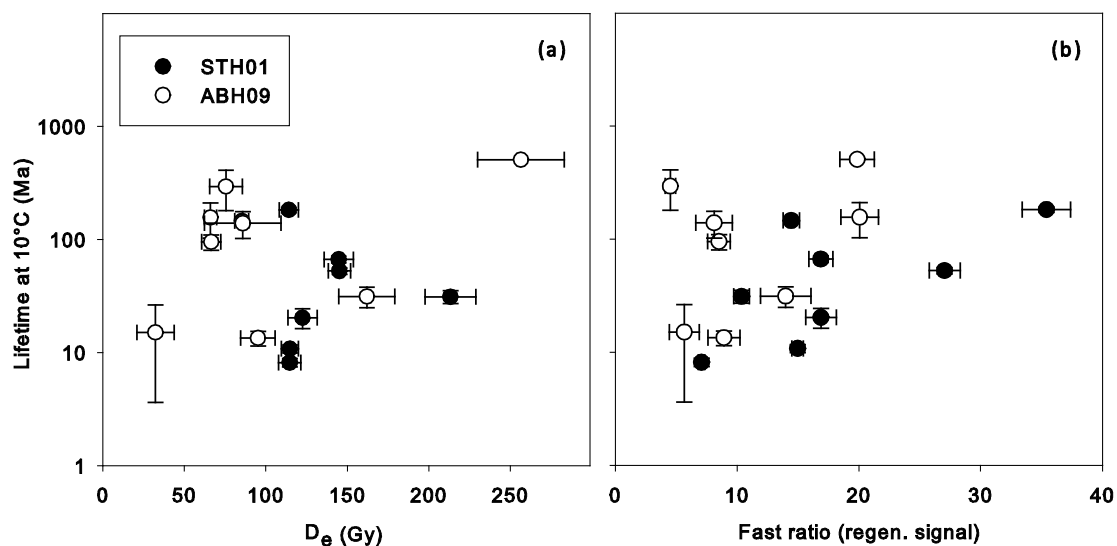 (a)
(b)
STH01
ABH09
Lifetime at 10°C (Ma)
1000
100
10
1
0 50 100 150 200 250
0 10 20 30 40
De (Gy)
Fast ratio (regen. signal)